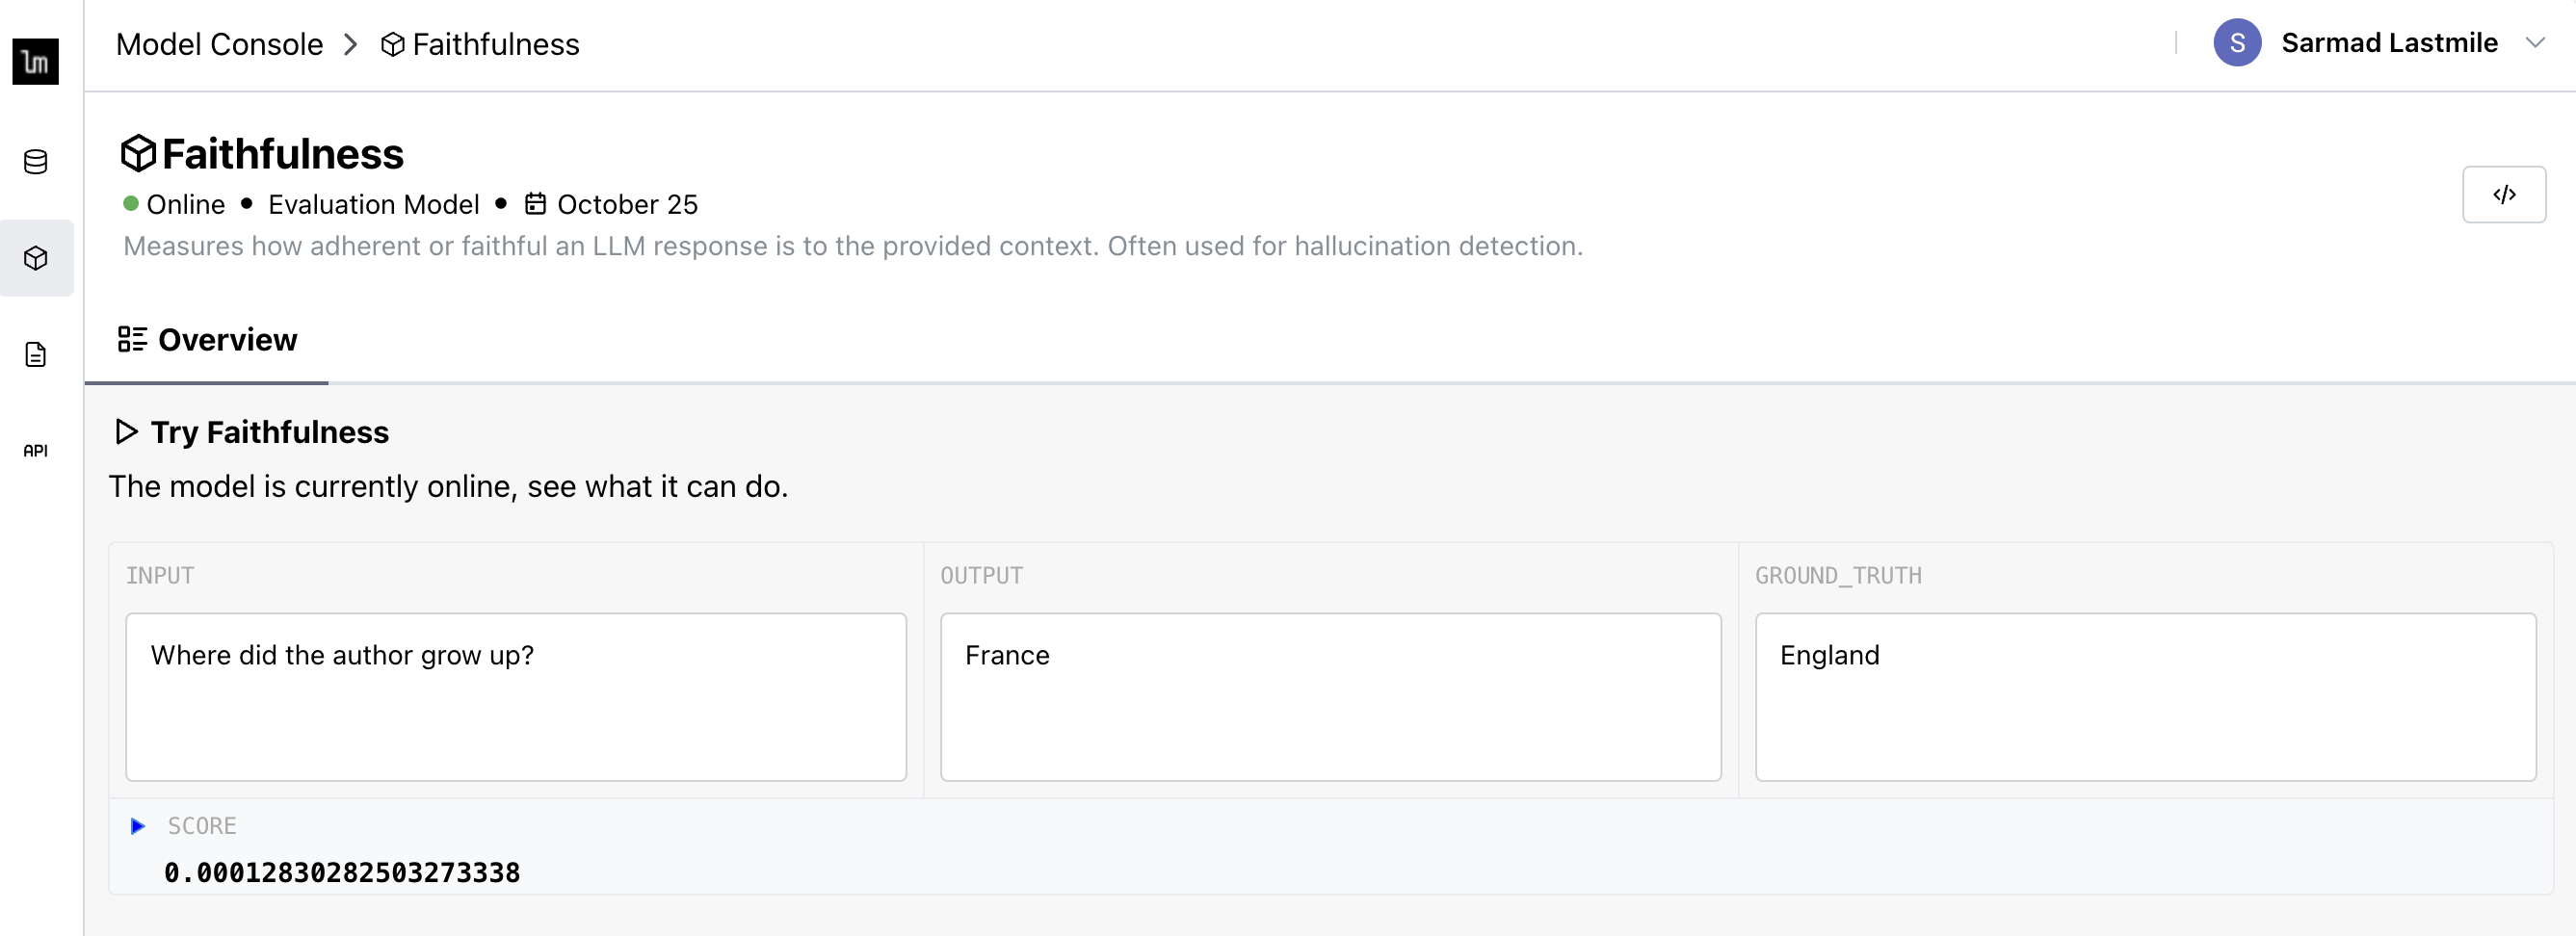 lm
Model Console > Faithfulness
S Sarmad Lastmile
Faithfulness
Online • Evaluation Model • October 25
</>
Measures how adherent or faithful an LLM response is to the provided context. Often used for hallucination detection.
Overview
Try Faithfulness
API
The model is currently online, see what it can do.
INPUT
Where did the author grow up?
OUTPUT
France
GROUND_TRUTH
England
SCORE
0.00012830282503273338